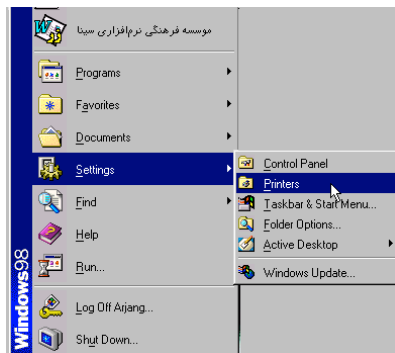 موسسه فرهنگی نرم‌افزاری سینا
Programs
Favorites
Documents
Settings
Control Panel
Printers
Taskbar & Start Menu...
Folder Options...
Active Desktop
Windows Update...
Find
Help
Run...
Log Off Arjang...
Shut Down...
Windows98